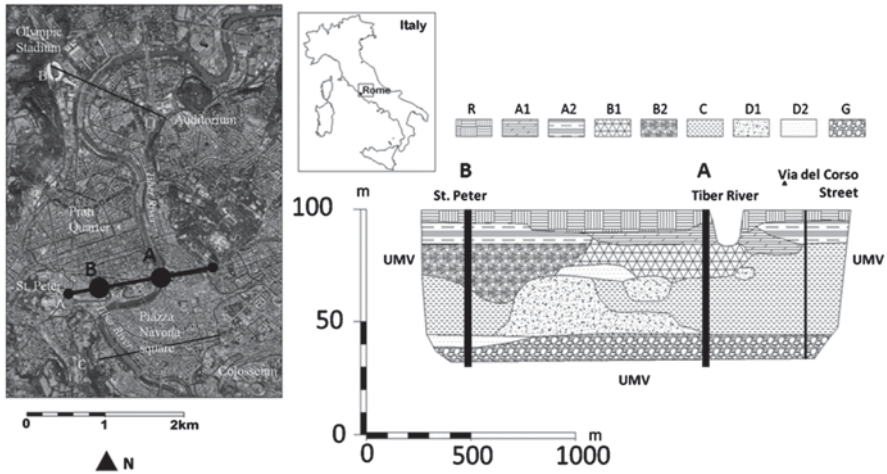 Olympic
Stadium
B
Auditorium
D
Tiber River
Prati
Quarter
A
B
St. Peter
A
Tiber River
Piazza
Navona
square
C
Colosseum
0 1 2km
N
Italy
Rome
R A1 A2 B1 B2 C D1 D2 G
B A Via del Corso
m St. Peter Tiber River Street
100
UMV UMV
50
UMV
0 m
0 500 1000